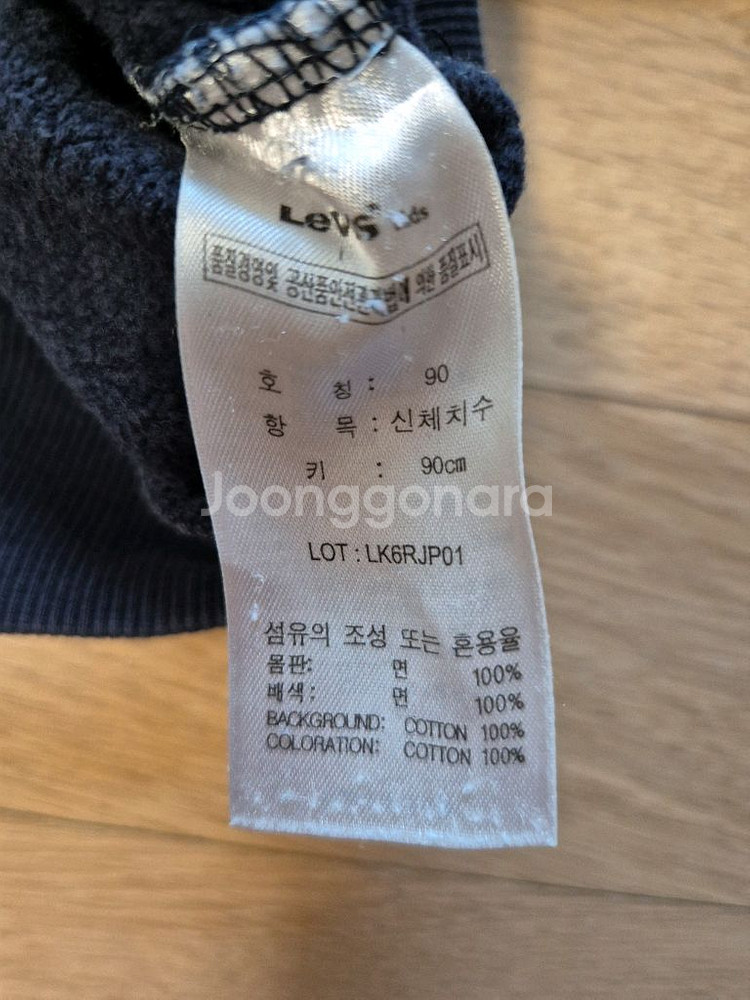 Levi's Kids
품질경영및 공산품안전관리법에 의한 품질표시
호 칭 : 90
항 목 : 신체치수
키 : 90cm
Joonggonara
LOT : LK6RJP01
섬유의 조성 또는 혼용율
몸판: 면 100%
배색: 면 100%
BACKGROUND: COTTON 100%
COLORATION: COTTON 100%